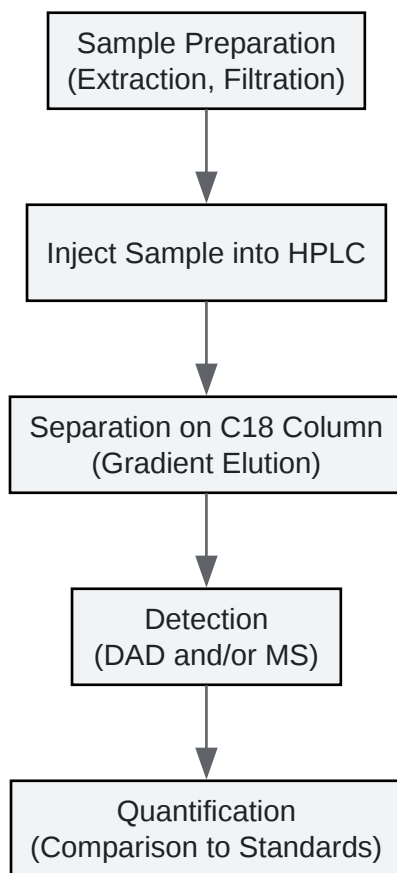 Sample Preparation
(Extraction, Filtration)
Inject Sample into HPLC
Separation on C18 Column
(Gradient Elution)
Detection
(DAD and/or MS)
Quantification
(Comparison to Standards)